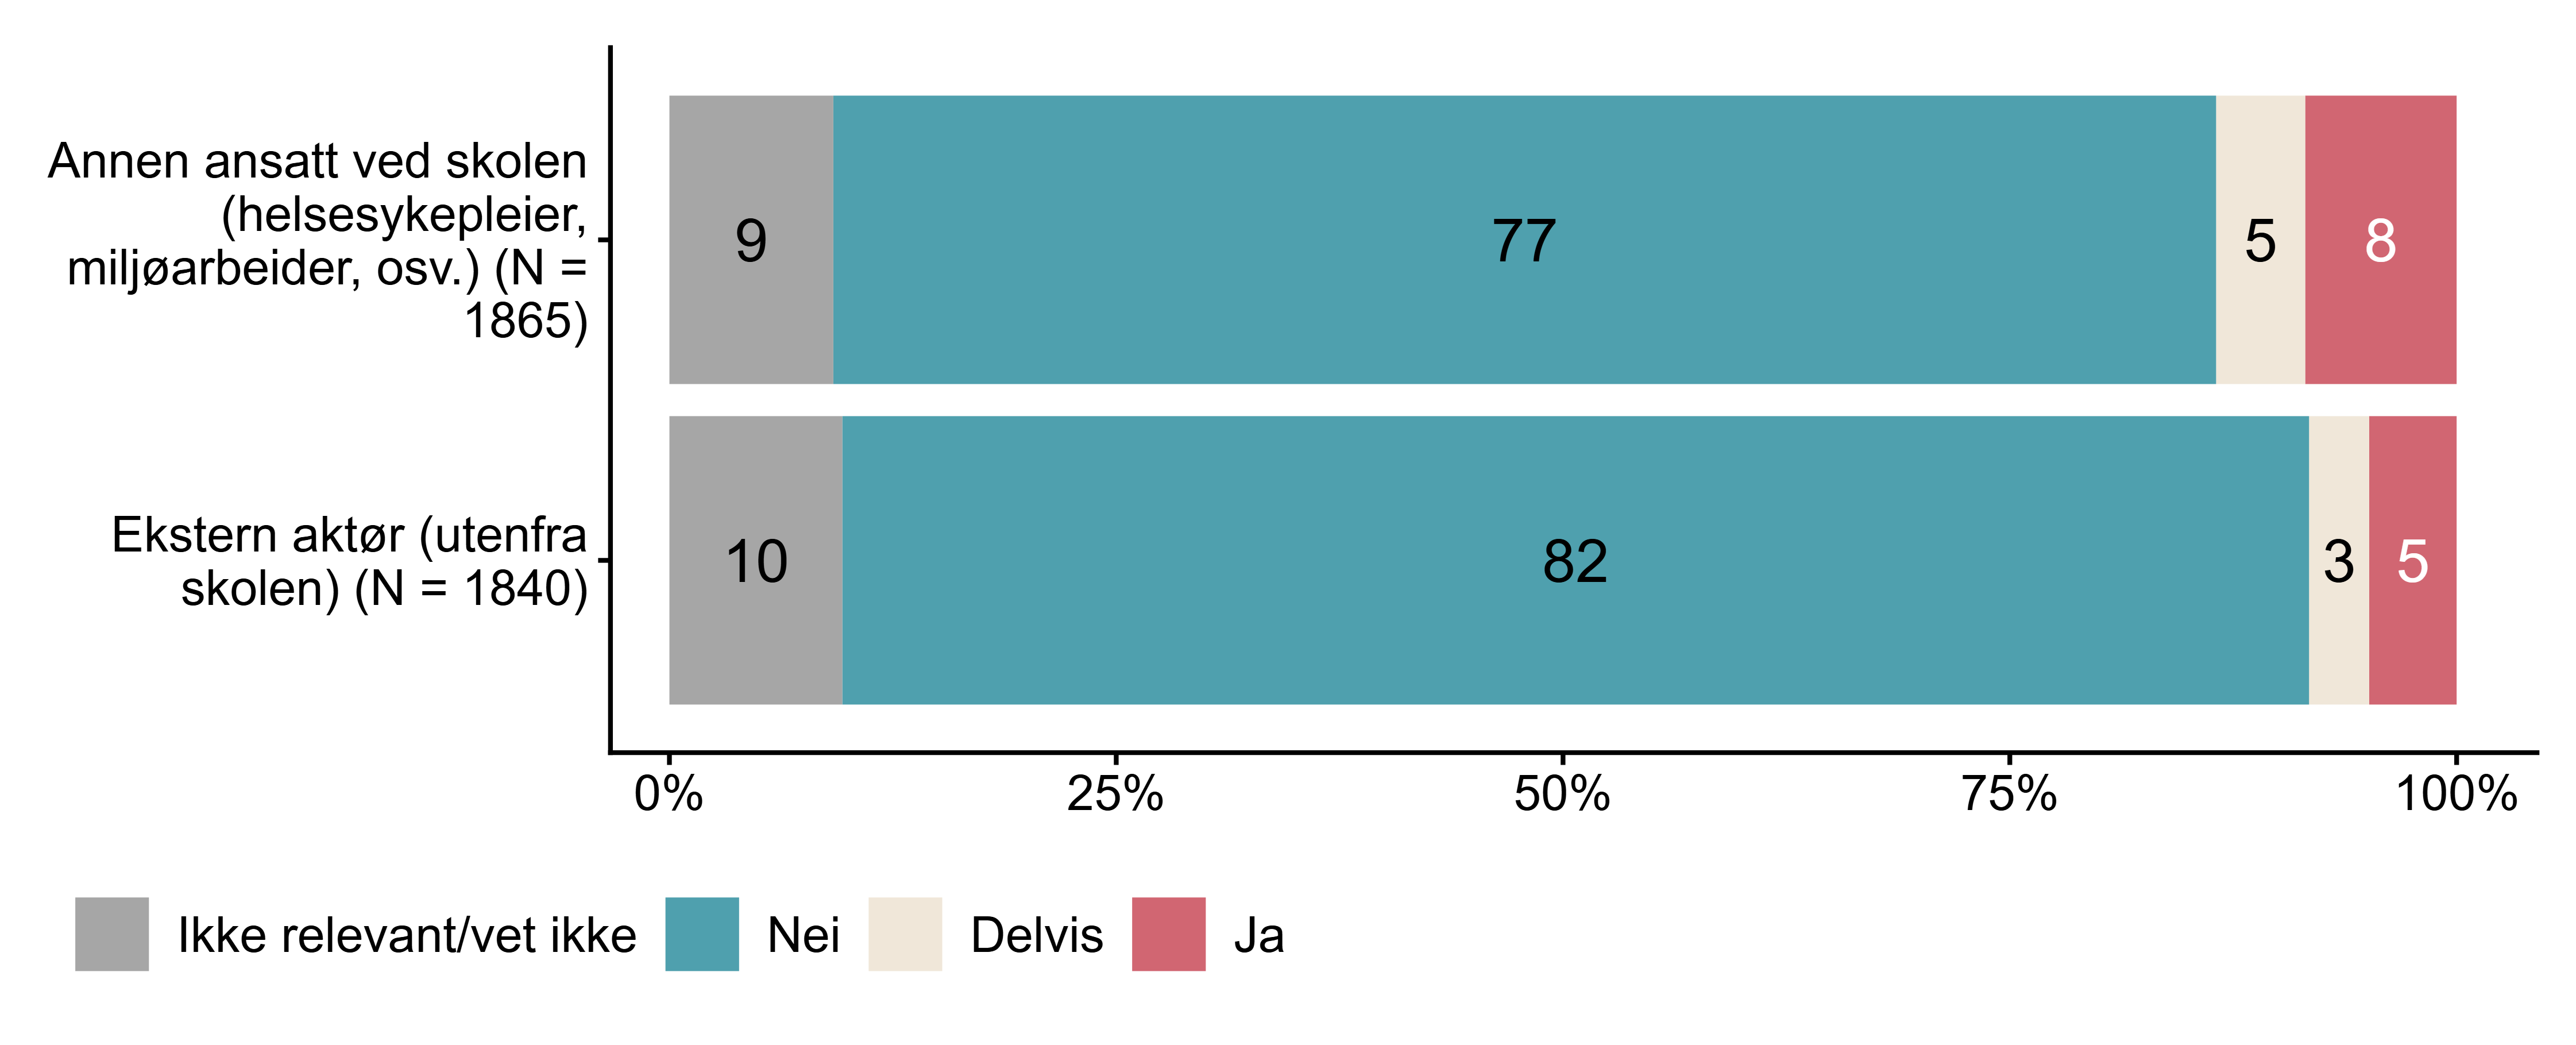 Annen ansatt ved skolen
(helsesykepleier,
miljøarbeider, osv.) (N =
1865)
9
77
5
8
Ekstern aktør (utenfra
skolen) (N = 1840)
10
82
3
5
0%
25%
50%
75%
100%
Ikke relevant/vet ikke
Nei
Delvis
Ja